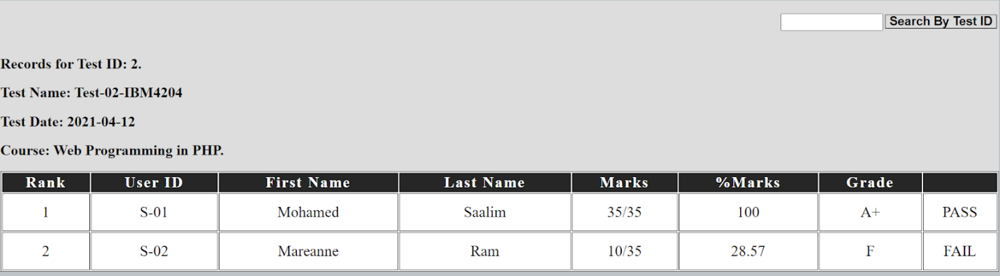 Search By Test ID
Records for Test ID: 2.
Test Name: Test-02-IBM4204
Test Date: 2021-04-12
Course: Web Programming in PHP.
Rank User ID First Name Last Name Marks %Marks Grade
1 S-01 Mohamed Saalim 35/35 100 A+ PASS
2 S-02 Mareanne Ram 10/35 28.57 F FAIL